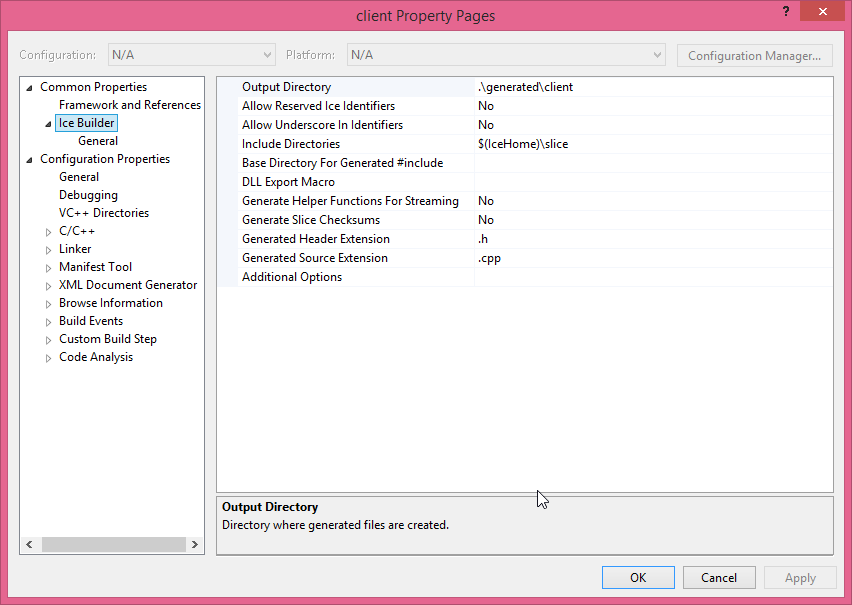 client Property Pages
?
Configuration: N/A Platform: N/A Configuration Manager...
Common Properties
Framework and References
Ice Builder
General
Configuration Properties
General
Debugging
VC++ Directories
C/C++
Linker
Manifest Tool
XML Document Generator
Browse Information
Build Events
Custom Build Step
Code Analysis
Output Directory .\generated\client
Allow Reserved Ice Identifiers No
Allow Underscore In Identifiers No
Include Directories $(IceHome)\slice
Base Directory For Generated #include
DLL Export Macro
Generate Helper Functions For Streaming No
Generate Slice Checksums No
Generated Header Extension .h
Generated Source Extension .cpp
Additional Options
Output Directory
Directory where generated files are created.
OK Cancel Apply